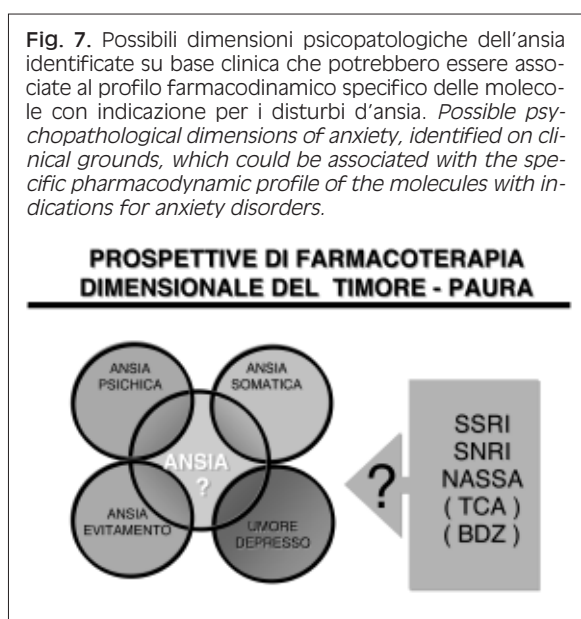 Fig. 7. Possibili dimensioni psicopatologiche dell'ansia
identificate su base clinica che potrebbero essere asso-
ciate al profilo farmacodinamico specifico delle moleco-
le con indicazione per i disturbi d'ansia. Possible psy-
chopathological dimensions of anxiety, identified on cli-
nical grounds, which could be associated with the spe-
cific pharmacodynamic profile of the molecules with in-
dications for anxiety disorders.
PROSPETTIVE DI FARMACOTERAPIA
DIMENSIONALE DEL TIMORE - PAURA
ANSIA
PSICHICA
ANSIA
SOMATICA
ANSIA
?
ANSIA
EVITAMENTO
UMORE
DEPRESSO
?
SSRI
SNRI
NASSA
( TCA )
( BDZ )